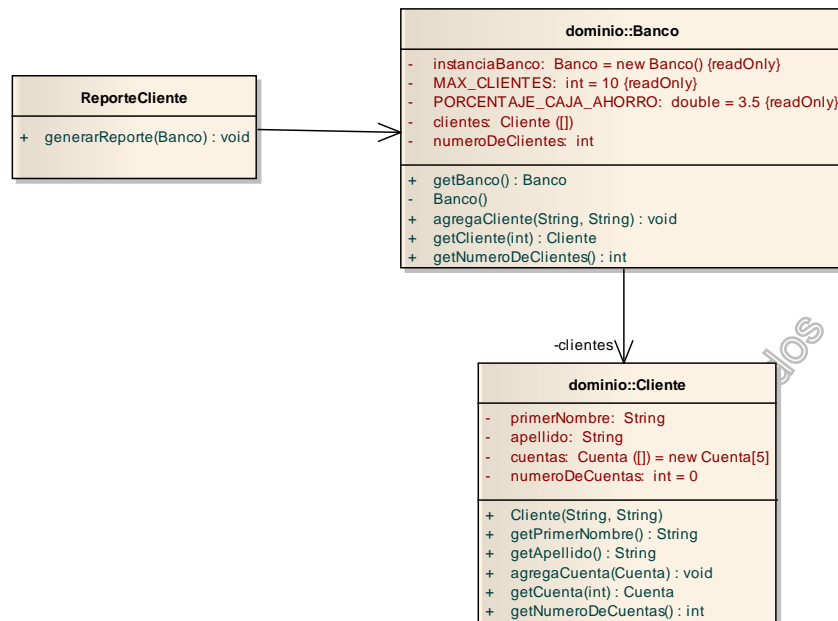 dominio::Banco
- instanciaBanco: Banco = new Banco() {readOnly}
- MAX_CLIENTES: int = 10 {readOnly}
- PORCENTAJE_CAJA_AHORRO: double = 3.5 {readOnly}
- clientes: Cliente ([])
- numeroDeClientes: int
+ getBanco() : Banco
- Banco()
+ agregaCliente(String, String) : void
+ getCliente(int) : Cliente
+ getNumeroDeClientes() : int
ReporteCliente
+ generarReporte(Banco) : void
-clientes
dominio::Cliente
- primerNombre: String
- apellido: String
- cuentas: Cuenta ([]) = new Cuenta[5]
- numeroDeCuentas: int = 0
+ Cliente(String, String)
+ getPrimerNombre() : String
+ getApellido() : String
+ agregaCuenta(Cuenta) : void
+ getCuenta(int) : Cuenta
+ getNumeroDeCuentas() : int